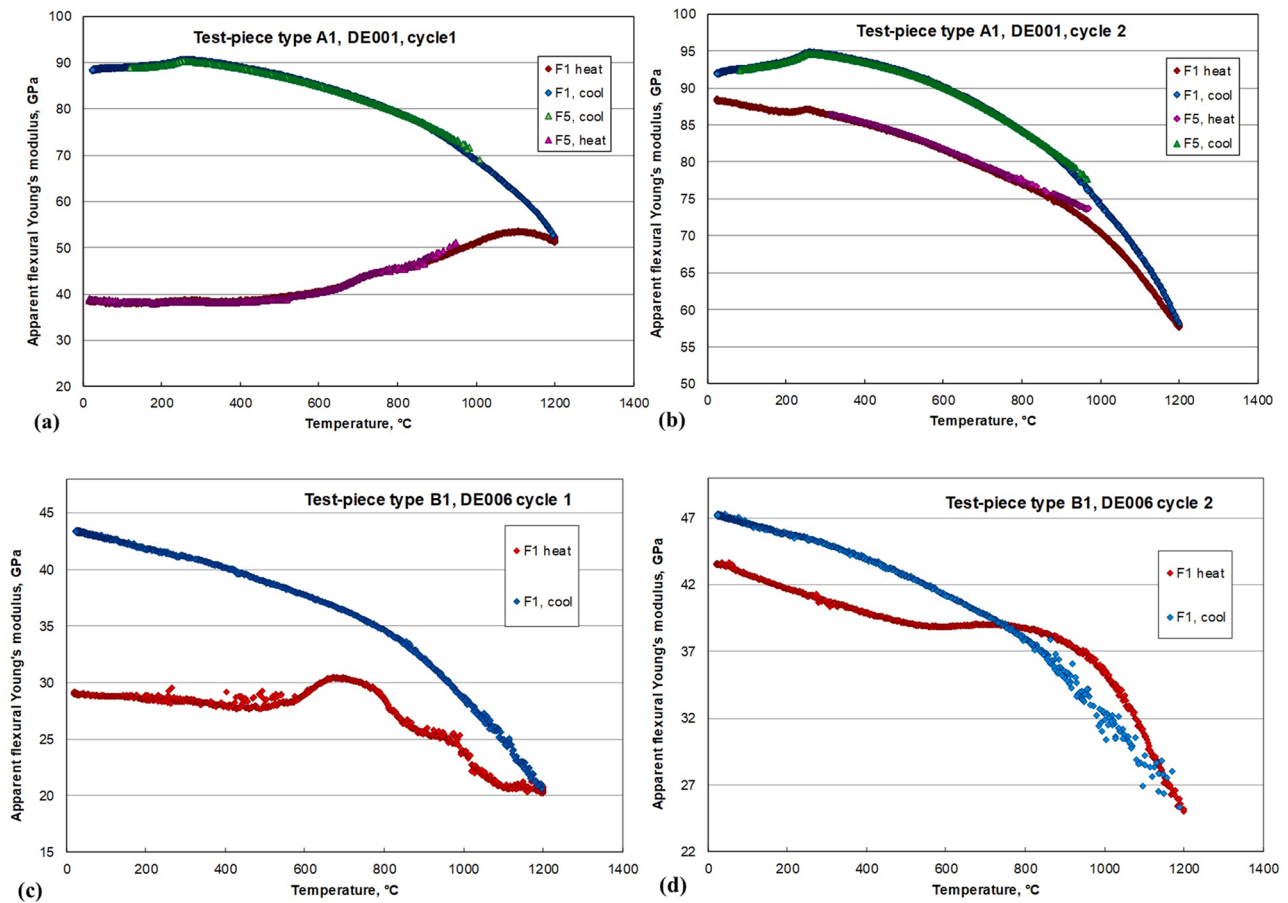 Test-piece type A1, DE001, cycle1
Apparent flexural Young's modulus, GPa
100
90
80
70
60
50
40
30
20
F1 heat
F1, cool
F5, cool
F5, heat
0 200 400 600 800 1000 1200 1400
Temperature, °C
(a)
Test-piece type A1, DE001, cycle 2
Apparent flexural Young's modulus, GPa
100
95
90
85
80
75
70
65
60
55
50
F1 heat
F1, cool
F5, heat
F5, cool
0 200 400 600 800 1000 1200 1400
Temperature, °C
(b)
Test-piece type B1, DE006 cycle 1
Apparent flexural Young's modulus, GPa
45
40
35
30
25
20
15
F1 heat
F1, cool
0 200 400 600 800 1000 1200 1400
Temperature, °C
(c)
Test-piece type B1, DE006 cycle 2
Apparent flexural Young's modulus, GPa
47
42
37
32
27
22
F1 heat
F1, cool
0 200 400 600 800 1000 1200 1400
Temperature, °C
(d)